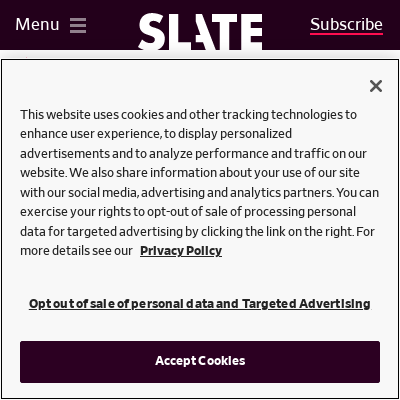 Menu
SLATE
Subscribe
This website uses cookies and other tracking technologies to
enhance user experience, to display personalized
advertisements and to analyze performance and traffic on our
website. We also share information about your use of our site
with our social media, advertising and analytics partners. You can
exercise your rights to opt-out of sale of processing personal
data for targeted advertising by clicking the link on the right. For
more details see our Privacy Policy
Opt out of sale of personal data and Targeted Advertising
Accept Cookies